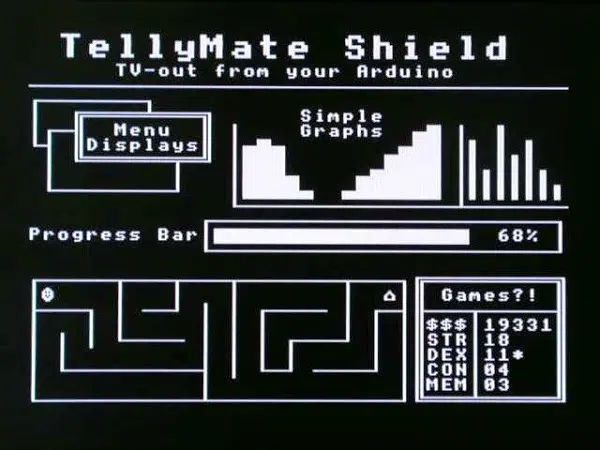 TellyMate Shield
TV-out from your Arduino
Menu
Displays
Simple
Graphs
Progress Bar
68%
Games?!
$$$ 19331
STR 18
DEX 11*
CON 04
MEM 03